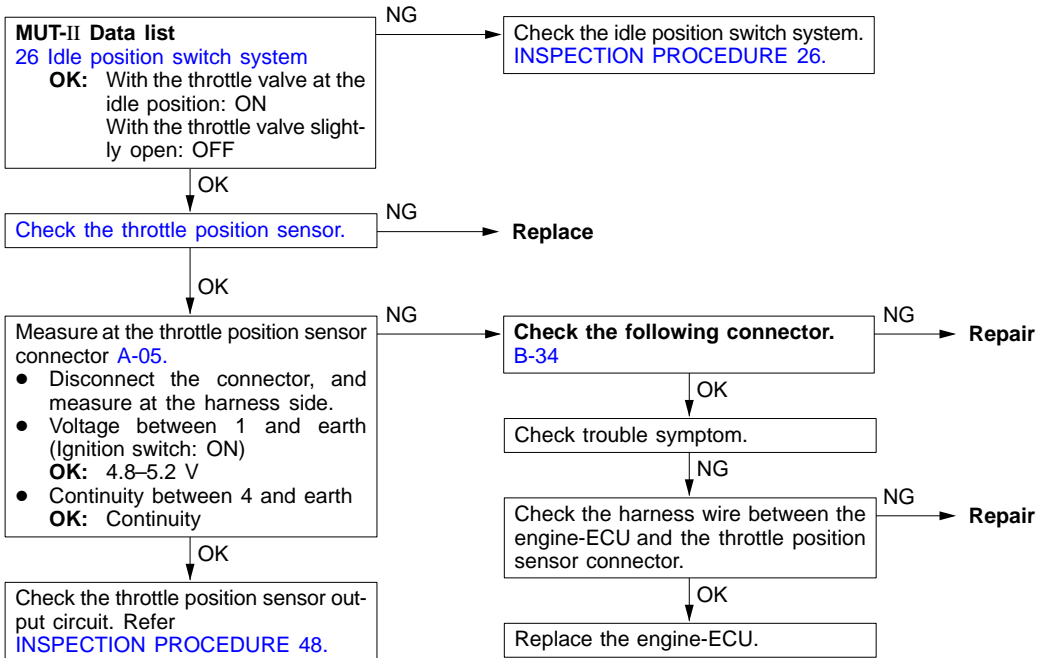 MUT-II Data list
26 Idle position switch system
OK: With the throttle valve at the
idle position: ON
With the throttle valve slight-
ly open: OFF
NG
Check the idle position switch system.
INSPECTION PROCEDURE 26.
OK
Check the throttle position sensor.
NG
Replace
OK
Measure at the throttle position sensor
connector A-05.
● Disconnect the connector, and
measure at the harness side.
● Voltage between 1 and earth
(Ignition switch: ON)
OK: 4.8–5.2 V
● Continuity between 4 and earth
OK: Continuity
NG
Check the following connector.
B-34
NG
Repair
OK
Check trouble symptom.
NG
Check the harness wire between the
engine-ECU and the throttle position
sensor connector.
NG
Repair
OK
Replace the engine-ECU.
OK
Check the throttle position sensor out-
put circuit. Refer
INSPECTION PROCEDURE 48.